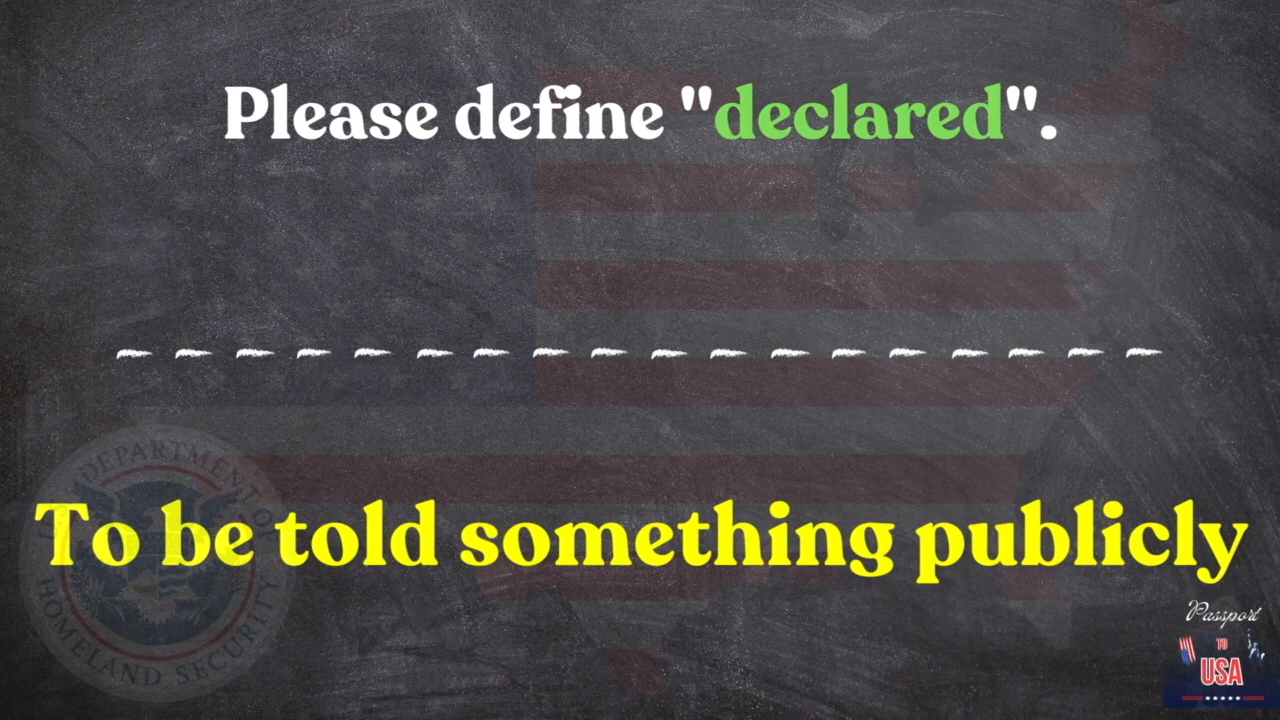 Please define "declared".
To be told something publicly
DEPARTMENT OF
HOMELAND SECURITY
Passport
TO
USA